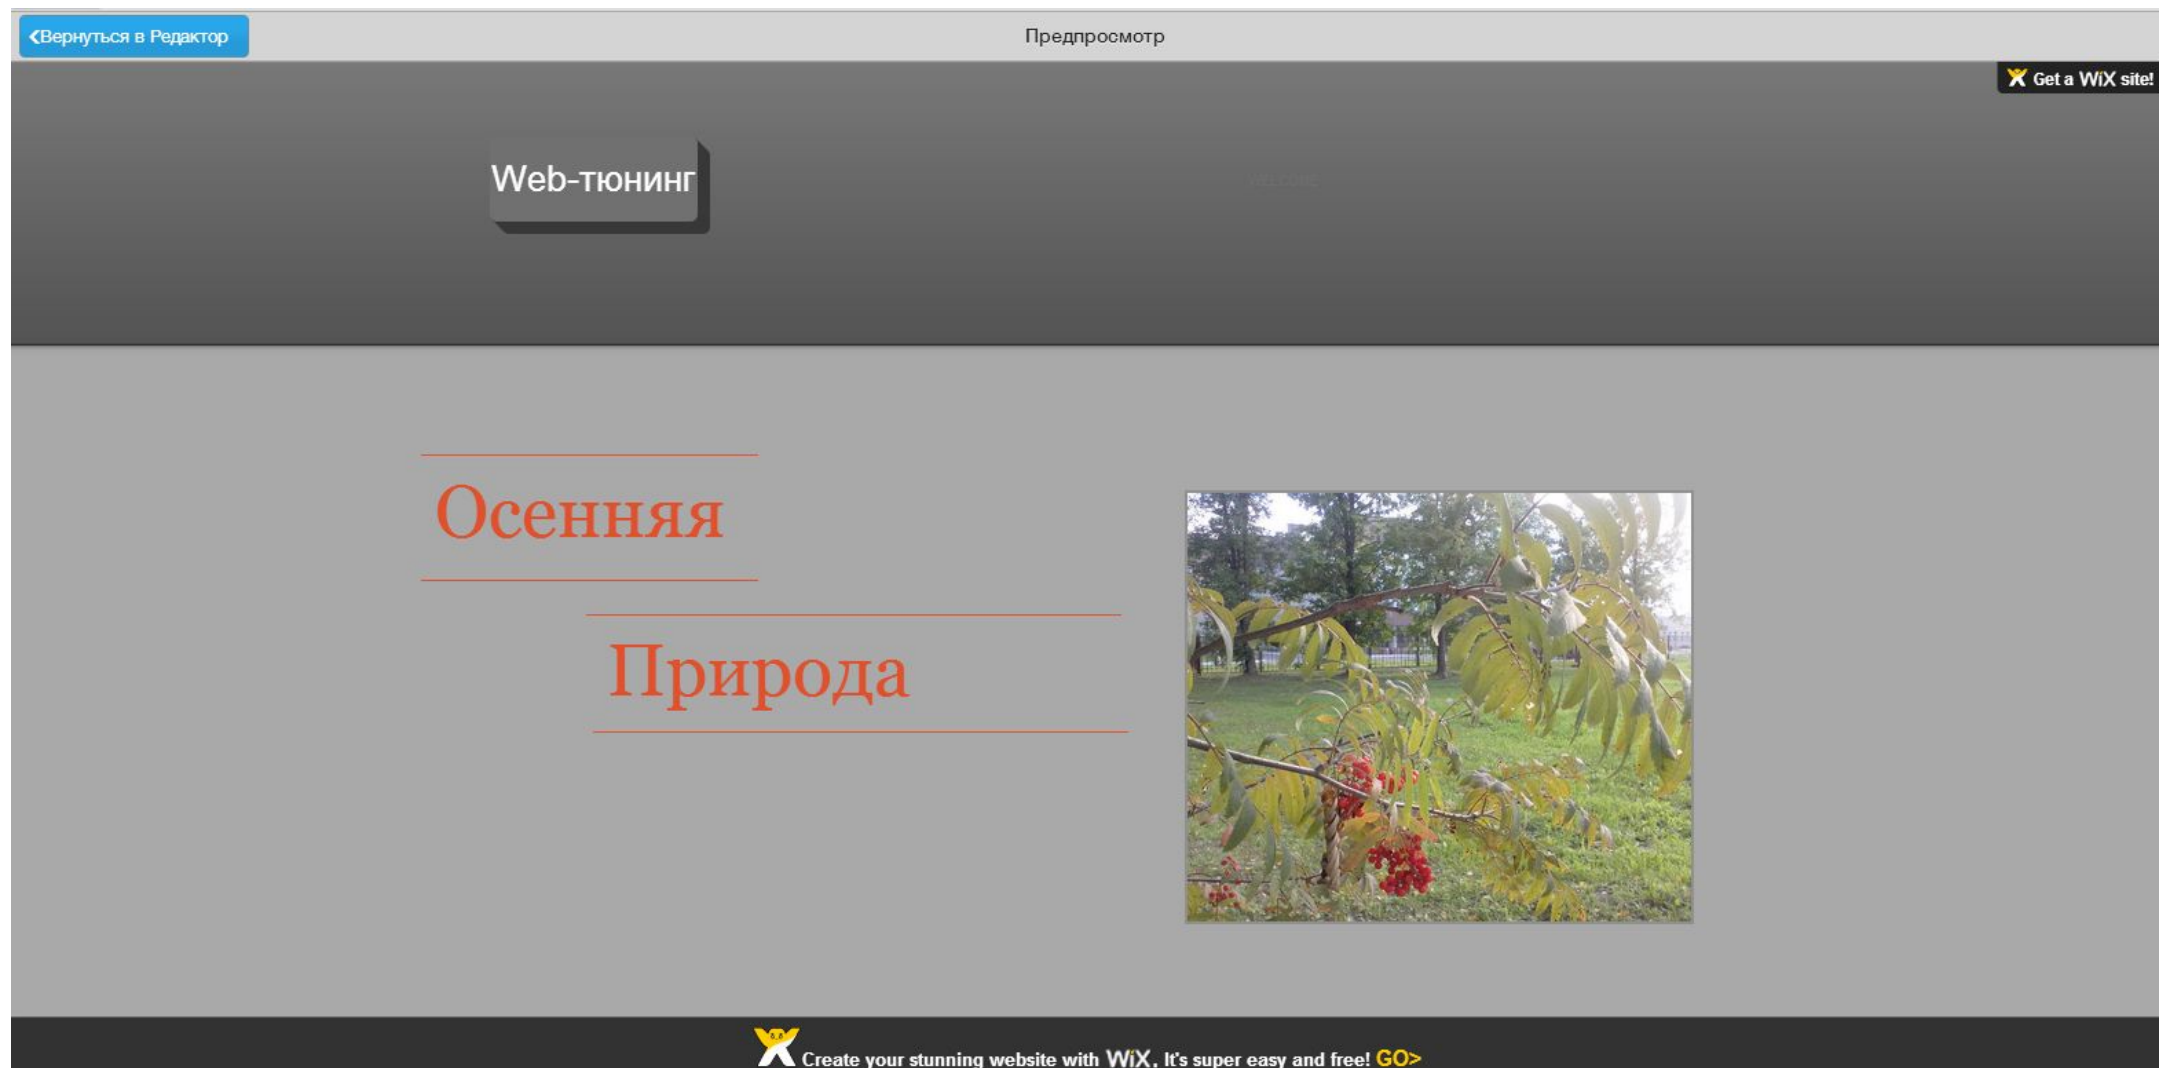 Вернуться в Редактор
Предпросмотр
Get a WiX site!
Web-тюнинг
WELCOME
Осенняя
Природа
Create your stunning website with WiX. It's super easy and free! GO>